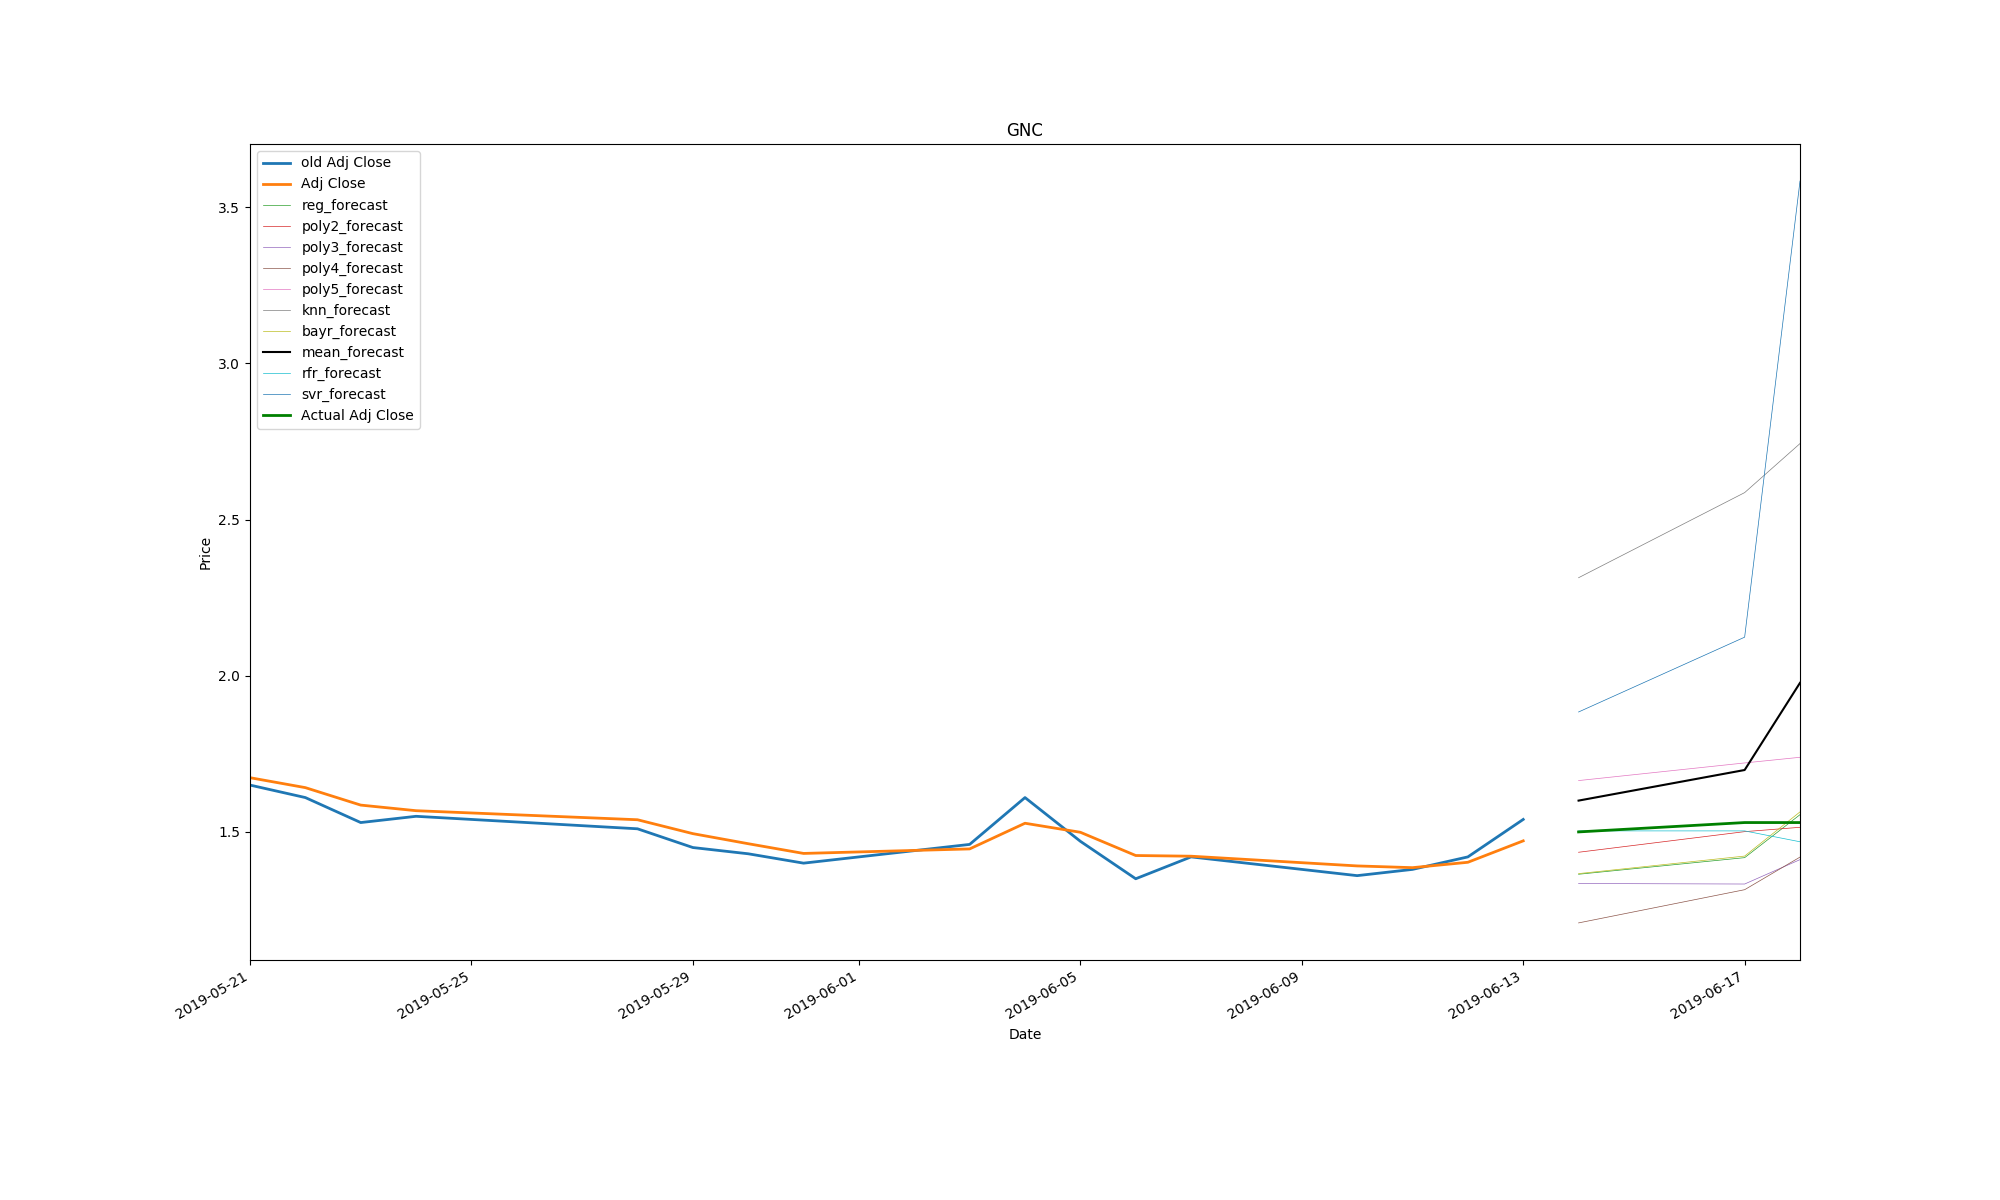 GNC
old Adj Close
Adj Close
reg_forecast
poly2_forecast
poly3_forecast
poly4_forecast
poly5_forecast
knn_forecast
bayr_forecast
mean_forecast
rfr_forecast
svr_forecast
Actual Adj Close
3.5
3.0
2.5
2.0
1.5
Price
2019-05-21
2019-05-25
2019-05-29
2019-06-01
2019-06-05
2019-06-09
2019-06-13
2019-06-17
Date